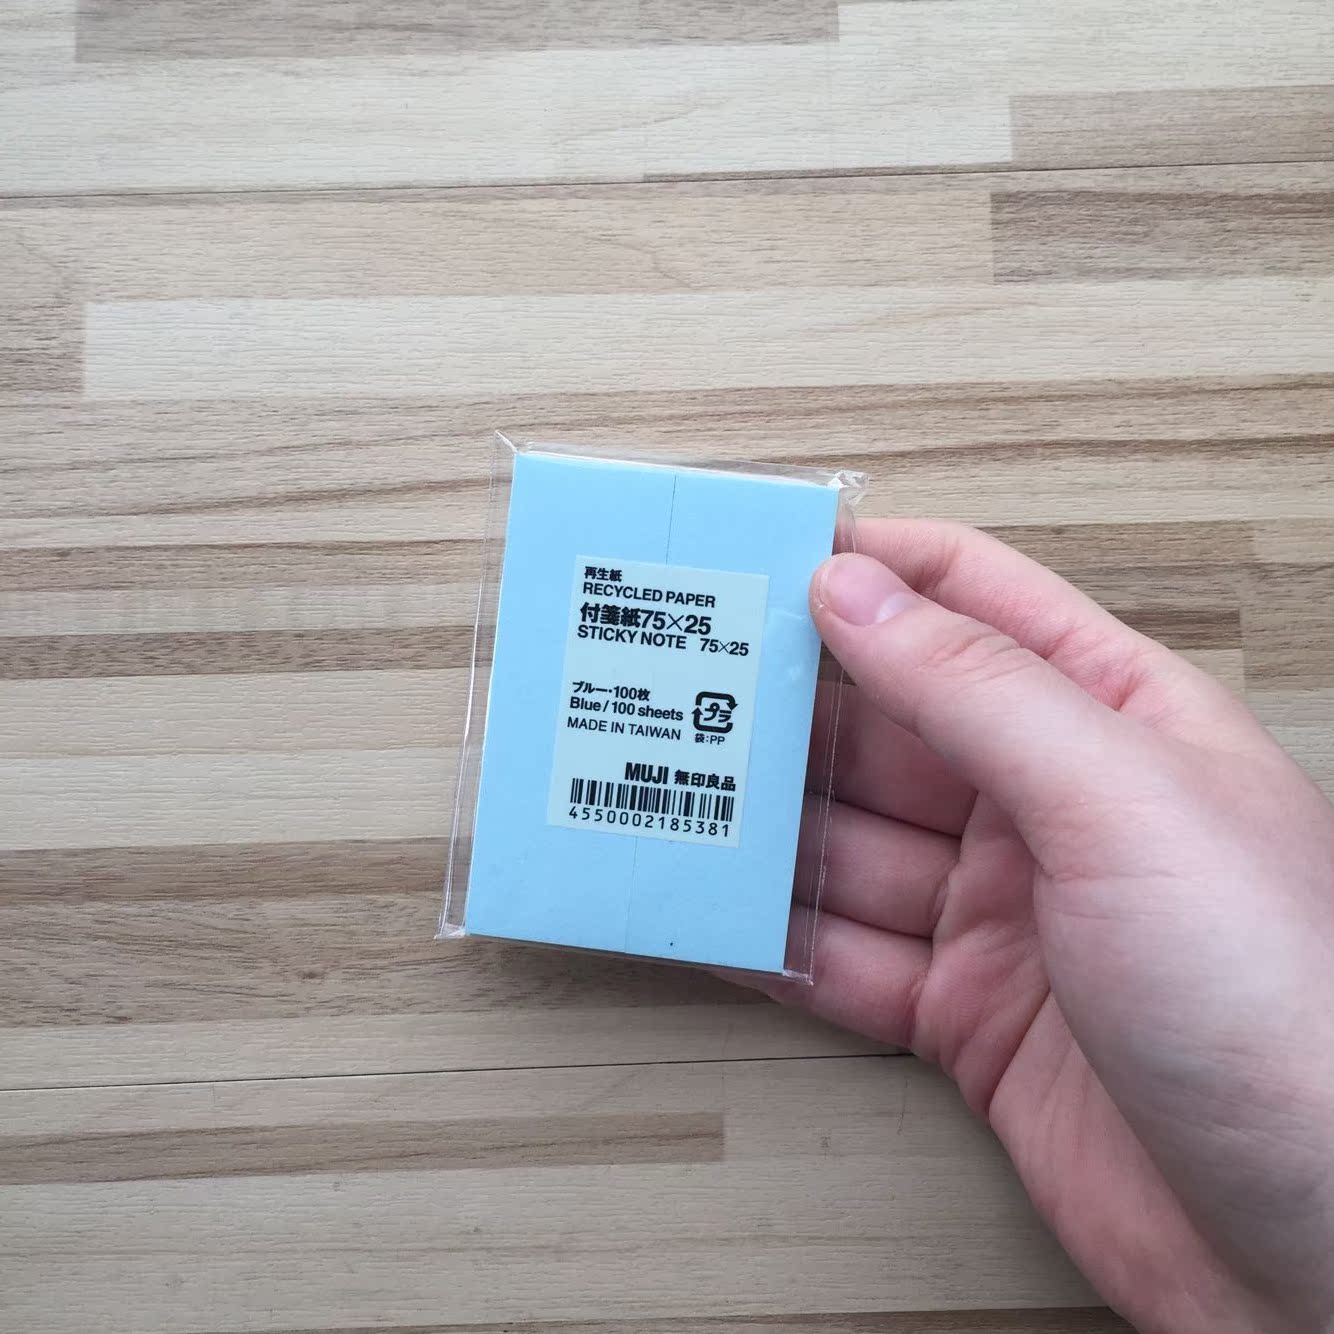 再生紙
RECYCLED PAPER
付箋紙75×25
STICKY NOTE 75×25
ブルー・100枚
Blue / 100 sheets
MADE IN TAIWAN
プラ
袋:PP
MUJI 無印良品
4550002185381